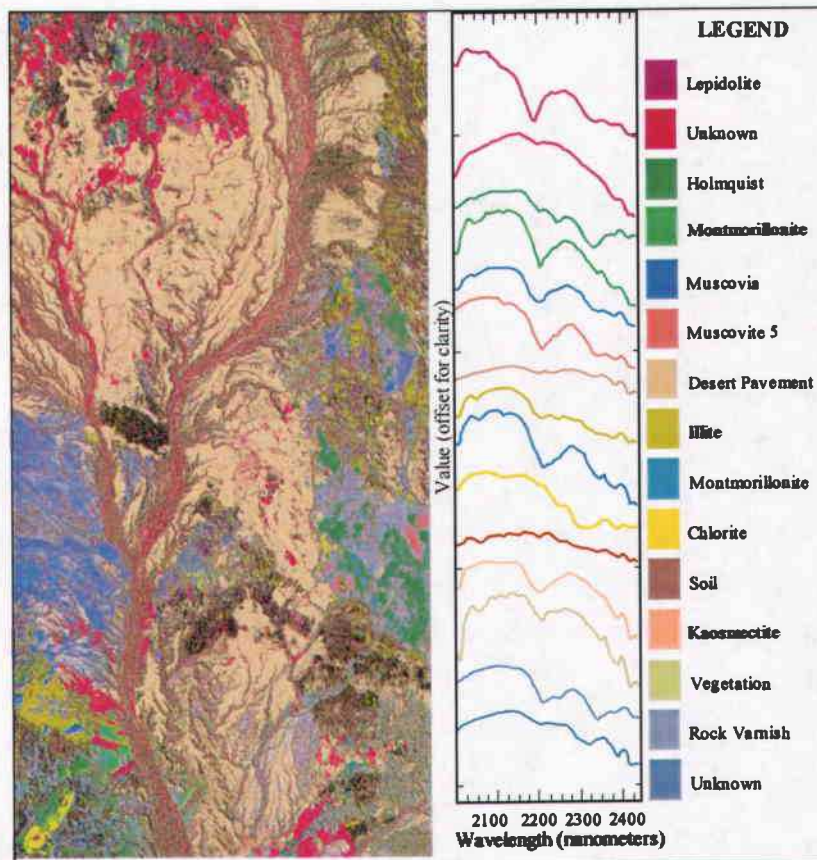 LEGEND
Lepidolite
Unknown
Holmquist
Montmorillonite
Muscovia
Muscovite 5
Desert Pavement
Illite
Montmorillonite
Chlorite
Soil
Kaosmectite
Vegetation
Rock Varnish
Unknown
Value (offset for clarity)
2100 2200 2300 2400
Wavelength (nanometers)